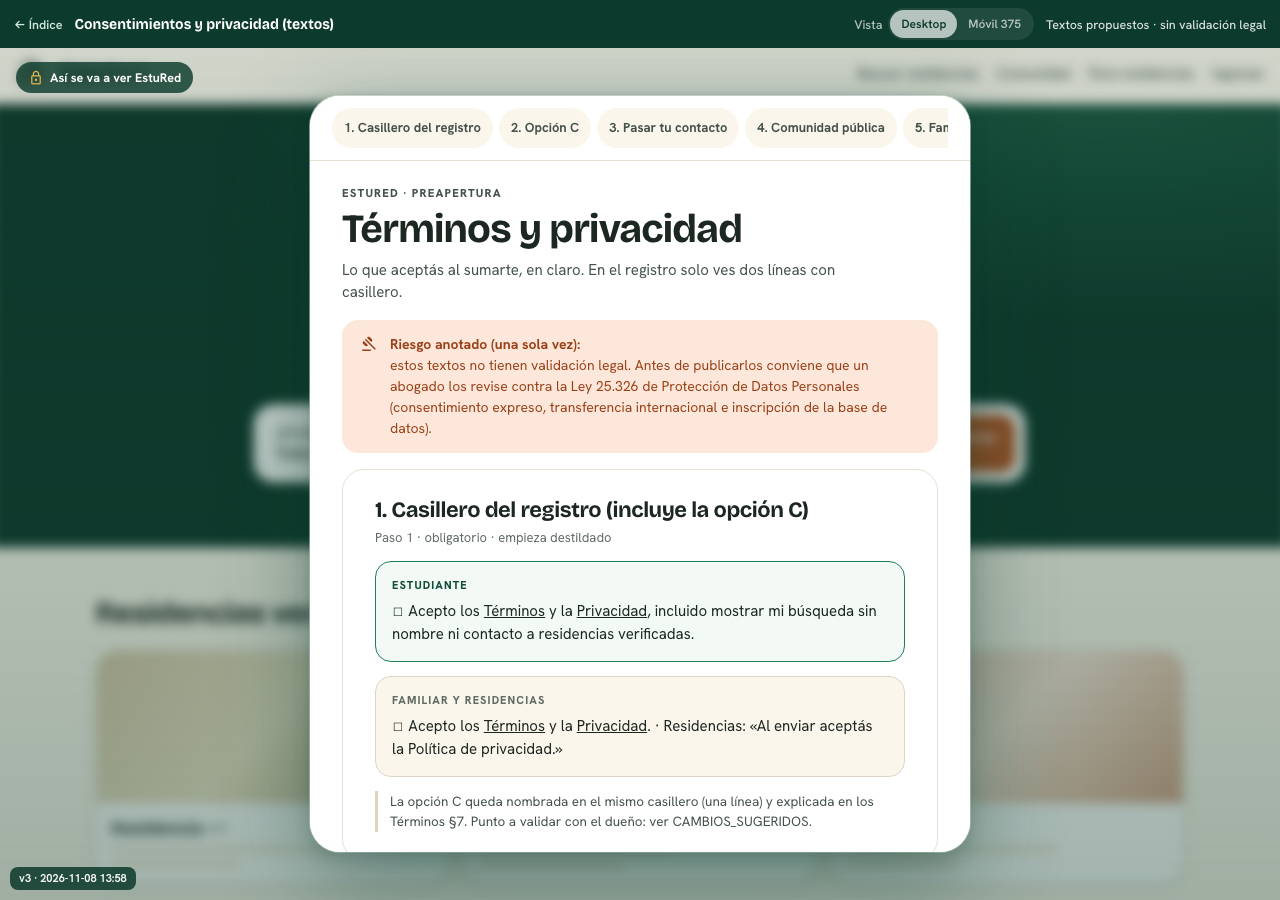 ← Índice Consentimientos y privacidad (textos) Vista Desktop Móvil 375 Textos propuestos · sin validación legal
Así se va a ver EstuRed
1. Casillero del registro 2. Opción C 3. Pasar tu contacto 4. Comunidad pública 5. Fam
ESTURED · PREAPERTURA
Términos y privacidad
Lo que aceptás al sumarte, en claro. En el registro solo ves dos líneas con
casillero.
Riesgo anotado (una sola vez):
estos textos no tienen validación legal. Antes de publicarlos conviene que un
abogado los revise contra la Ley 25.326 de Protección de Datos Personales
(consentimiento expreso, transferencia internacional e inscripción de la base de
datos).
1. Casillero del registro (incluye la opción C)
Paso 1 · obligatorio · empieza destildado
ESTUDIANTE
☐ Acepto los Términos y la Privacidad, incluido mostrar mi búsqueda sin
nombre ni contacto a residencias verificadas.
FAMILIAR Y RESIDENCIAS
☐ Acepto los Términos y la Privacidad. · Residencias: «Al enviar aceptás
la Política de privacidad.»
La opción C queda nombrada en el mismo casillero (una línea) y explicada en los
Términos §7. Punto a validar con el dueño: ver CAMBIOS_SUGERIDOS.
v3 · 2026-11-08 13:58